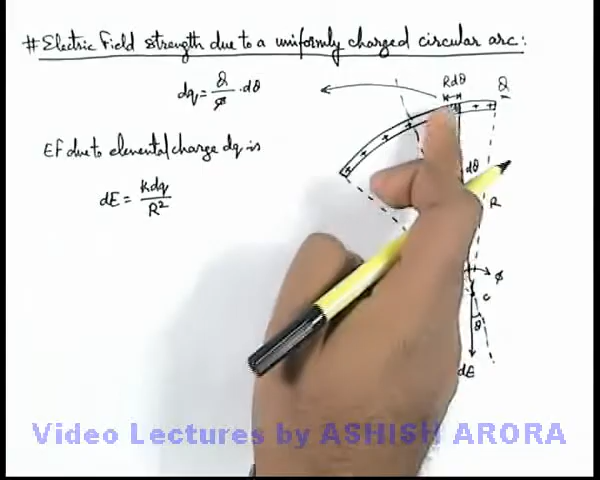 # Electric Field strength due to a uniformly charged circular arc:
dq = Q/φ · dθ
Rdθ
Q
EF due to elemental charge dq is
dθ
dE = kdq/R²
R
φ
C
θ
dE
Video Lectures by ASHISH ARORA